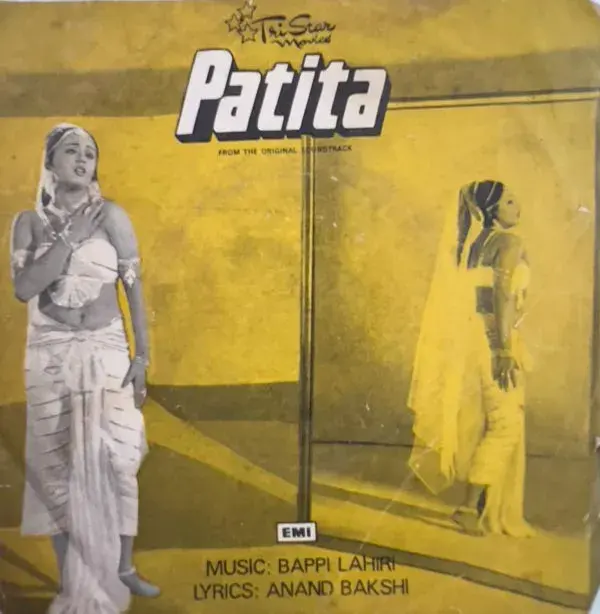 Tri Star
Movies
Patita
FROM THE ORIGINAL SOUNDTRACK
EMI
MUSIC: BAPPI LAHIRI
LYRICS: ANAND BAKSHI